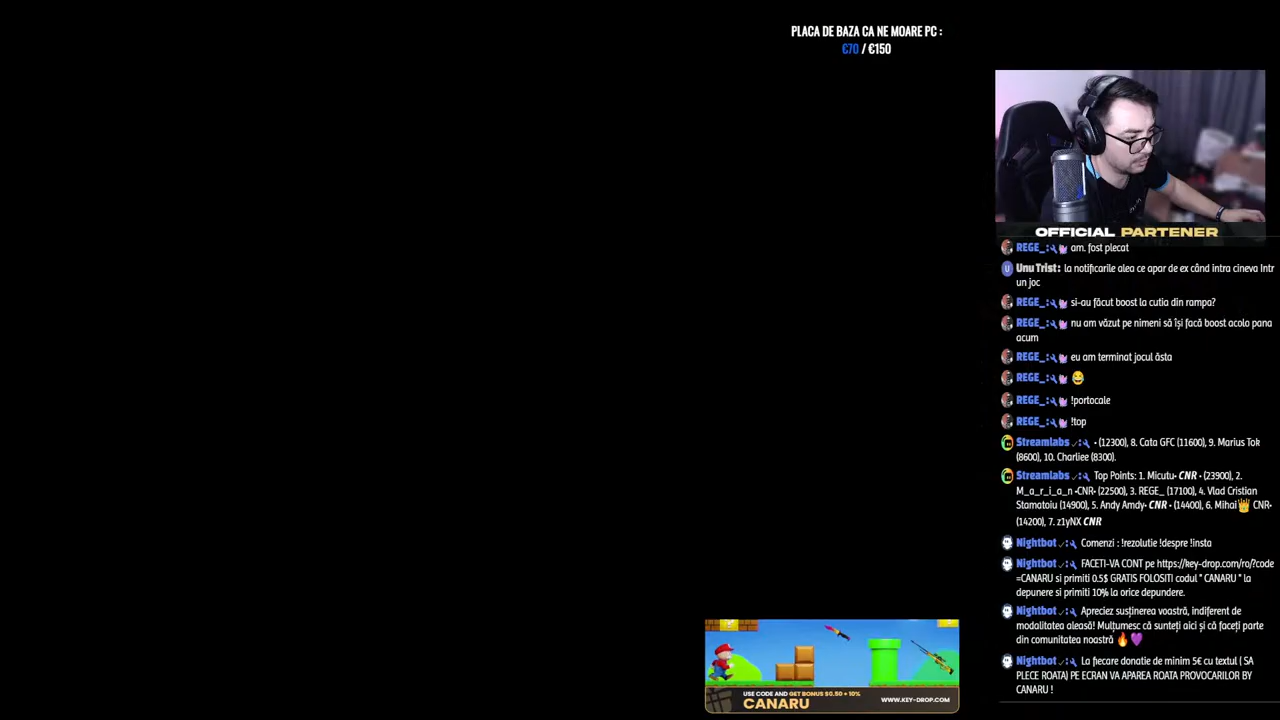 PLACA DE BAZA CA NE MOARE PC :
€70 / €150
OFFICIAL PARTENER
REGE_: am. fost plecat
Unu Trist: la notificarile alea ce apar de ex când intra cineva Intr
un joc
REGE_: si-au făcut boost la cutia din rampa?
REGE_: nu am văzut pe nimeni să își facă boost acolo pana
acum
REGE_: eu am terminat jocul ăsta
REGE_: 😂
REGE_: !portocale
REGE_: !top
Streamlabs ✓: • (12300), 8. Cata GFC (11600), 9. Marius Tok
(8600), 10. Charliee (8300).
Streamlabs ✓: Top Points: 1. Micutu• CNR • (23900), 2.
M_a_r_i_a_n •CNR• (22500), 3. REGE_ (17100), 4. Vlad Cristian
Stamatoiu (14900), 5. Andy Amdy• CNR • (14400), 6. Mihai👑 CNR•
(14200), 7. z1yNX CNR
Nightbot ✓: Comenzi : !rezolutie !despre !insta
Nightbot ✓: FACETI-VA CONT pe https://key-drop.com/ro/?code
=CANARU si primiti 0.5$ GRATIS FOLOSITI codul " CANARU " la
depunere si primiti 10% la orice depundere.
Nightbot ✓: Apreciez susținerea voastră, indiferent de
modalitatea aleasă! Mulțumesc că sunteți aici și că faceți parte
din comunitatea noastră 🔥💜
Nightbot ✓: La fiecare donatie de minim 5€ cu textul ( SA
PLECE ROATA) PE ECRAN VA APAREA ROATA PROVOCARILOR BY
CANARU !
USE CODE AND GET BONUS $0.50 + 10%
CANARU
WWW.KEY-DROP.COM